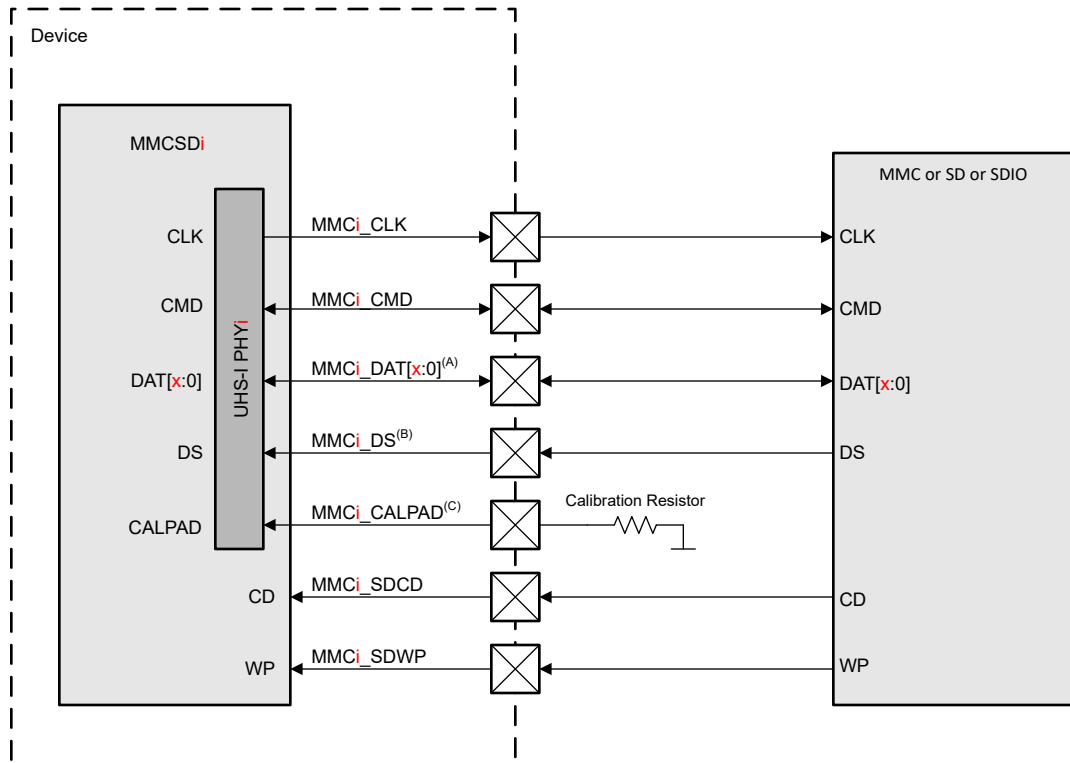 Device
MMCSDi
MMC or SD or SDIO
CLK
MMCi_CLK
CLK
CMD
MMCi_CMD
CMD
UHS-I PHYi
DAT[x:0]
MMCi_DAT[x:0](A)
DAT[x:0]
DS
MMCi_DS(B)
DS
CALPAD
MMCi_CALPAD(C)
Calibration Resistor
CD
MMCi_SDCD
CD
WP
MMCi_SDWP
WP